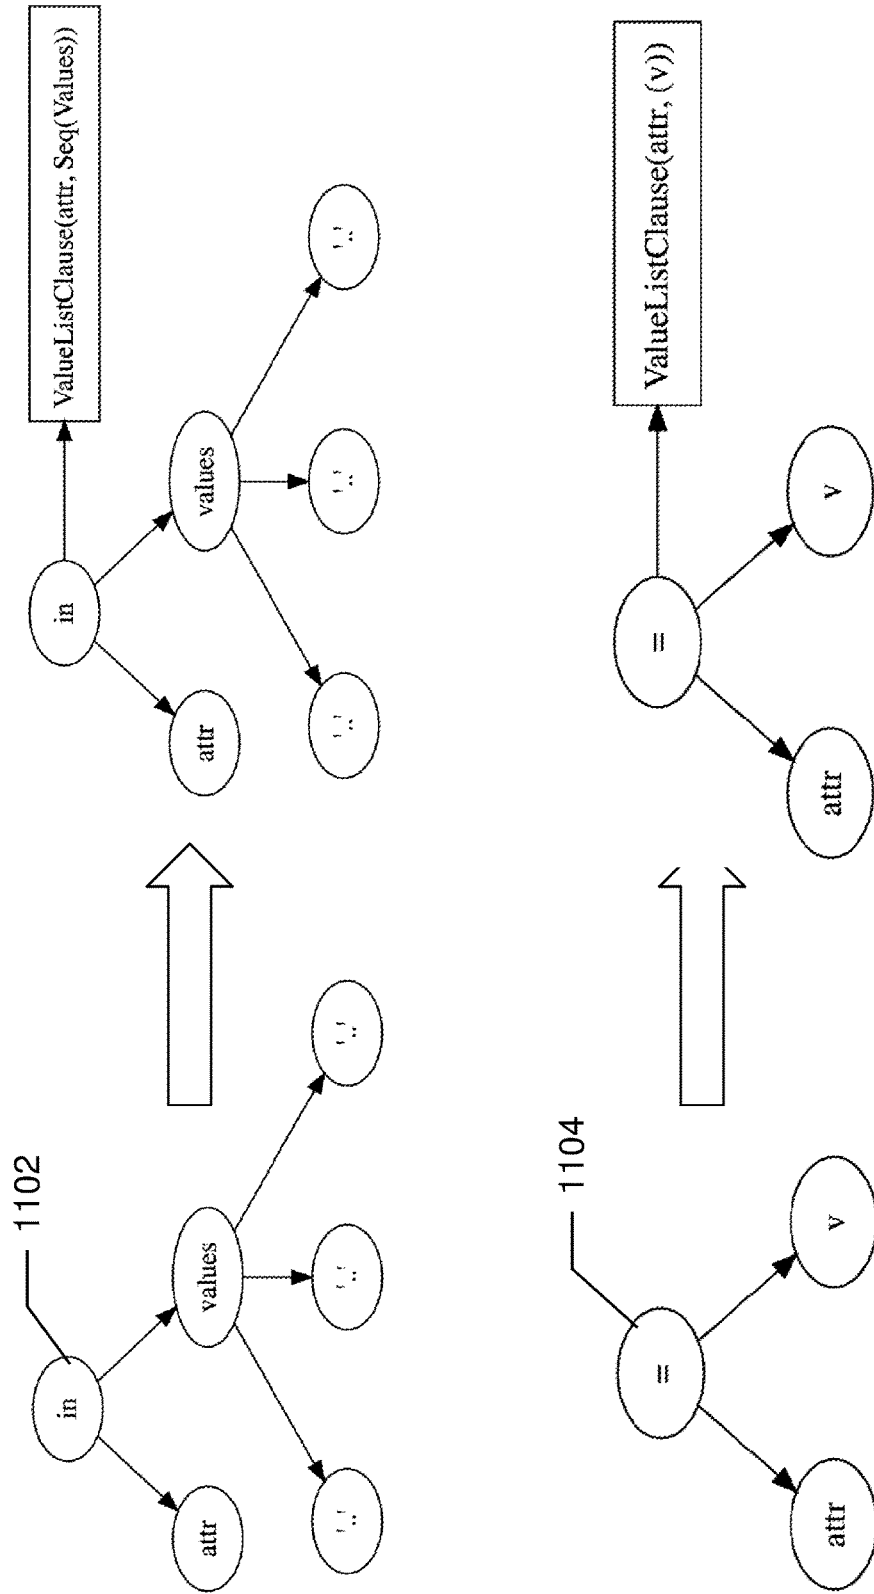 1102
in
attr
values
in
attr
values
ValueListClause(attr, Seq(Values))
1104
=
attr
v
=
attr
v
ValueListClause(attr, (v))